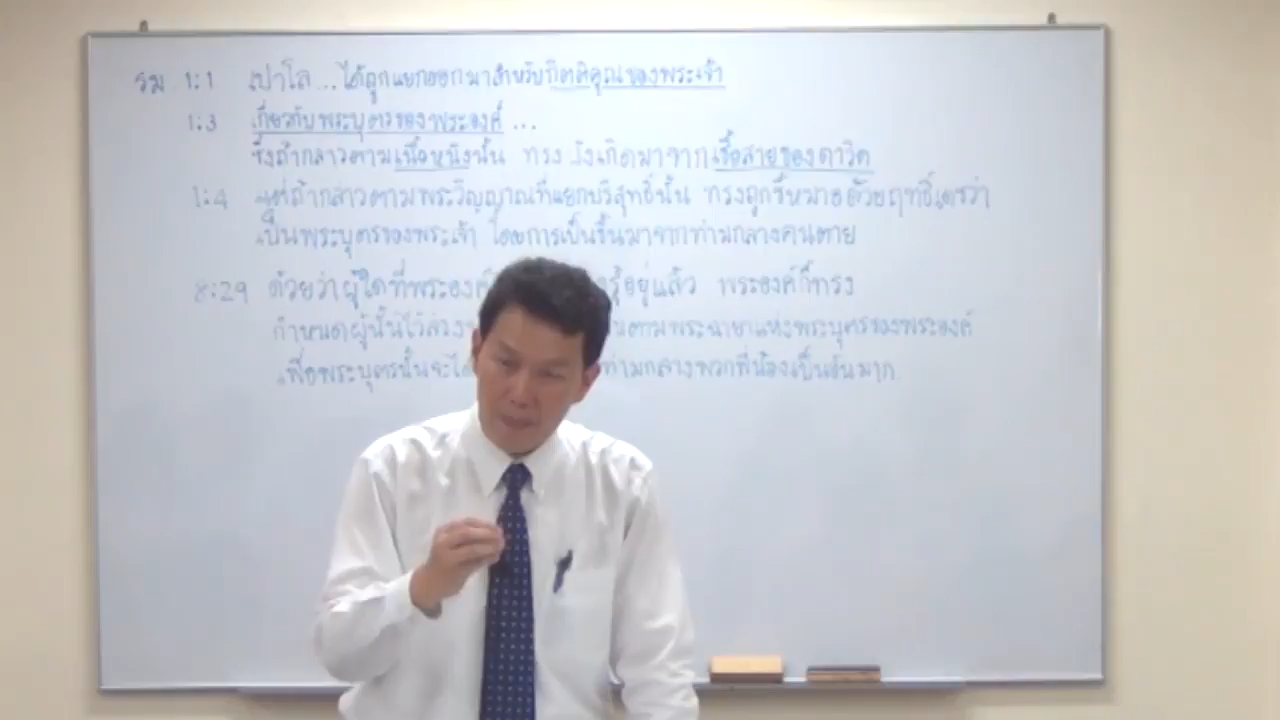 รม 1:1 เปาโล...ได้ถูกแยกออกมาสำหรับกิตติคุณของพระเจ้า
1:3 เกี่ยวกับพระบุตรของพระองค์ ...
ซึ่งถ้ากล่าวตามเนื้อหนังนั้น ทรงบังเกิดมาจากเชื้อสายของดาวิด
1:4 แต่ถ้ากล่าวตามพระวิญญาณที่แยกบริสุทธิ์นั้น ทรงถูกชี้หมายด้วยฤทธิ์เดชว่า
เป็นพระบุตรของพระเจ้า โดยการเป็นขึ้นมาจากท่ามกลางคนตาย
8:29 ด้วยว่าผู้ใดที่พระองค์ รู้อยู่แล้ว พระองค์ก็ทรง
กำหนดผู้นั้นไว้ล่วง ตามพระฉายาแห่งพระบุตรของพระองค์
เพื่อพระบุตรนั้นจะได้ ท่ามกลางพวกพี่น้องเป็นอันมาก